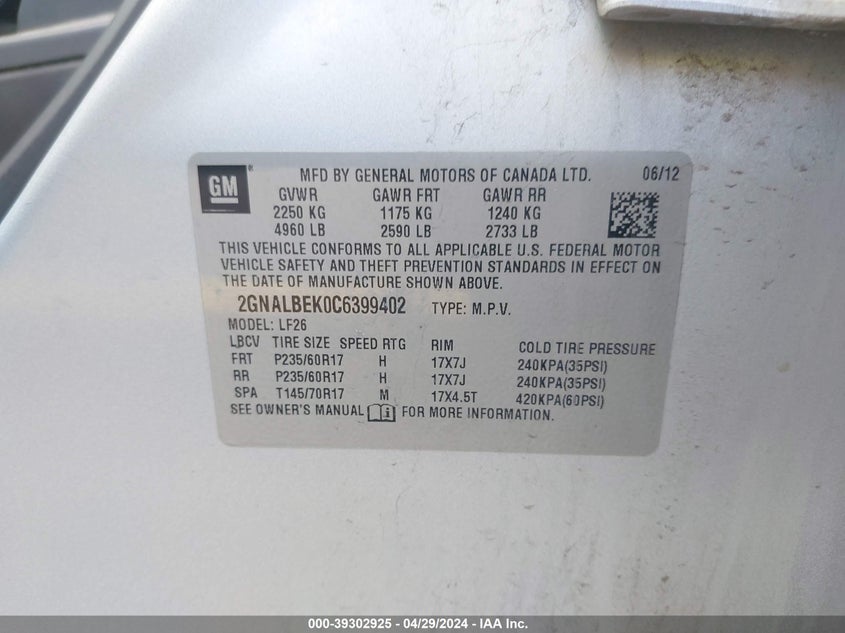 GM ® MFD BY GENERAL MOTORS OF CANADA LTD. 06/12
GVWR GAWR FRT GAWR RR
2250 KG 1175 KG 1240 KG
4960 LB 2590 LB 2733 LB
THIS VEHICLE CONFORMS TO ALL APPLICABLE U.S. FEDERAL MOTOR
VEHICLE SAFETY AND THEFT PREVENTION STANDARDS IN EFFECT ON
THE DATE OF MANUFACTURE SHOWN ABOVE.
2GNALBEK0C6399402 TYPE: M.P.V.
MODEL: LF26
LBCV TIRE SIZE SPEED RTG RIM COLD TIRE PRESSURE
FRT P235/60R17 H 17X7J 240KPA(35PSI)
RR P235/60R17 H 17X7J 240KPA(35PSI)
SPA T145/70R17 M 17X4.5T 420KPA(60PSI)
SEE OWNER'S MANUAL FOR MORE INFORMATION.
000-39302925 - 04/29/2024 - IAA Inc.